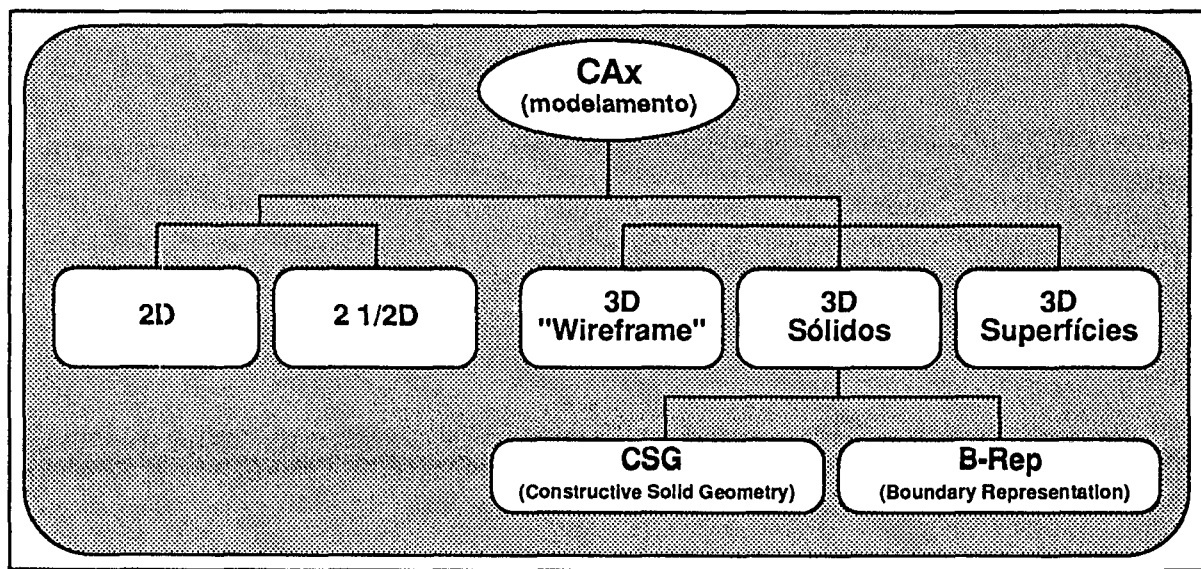 CAx
(modelamento)
2D
2 1/2D
3D
"Wireframe"
3D
Sólidos
3D
Superfícies
CSG
(Constructive Solid Geometry)
B-Rep
(Boundary Representation)